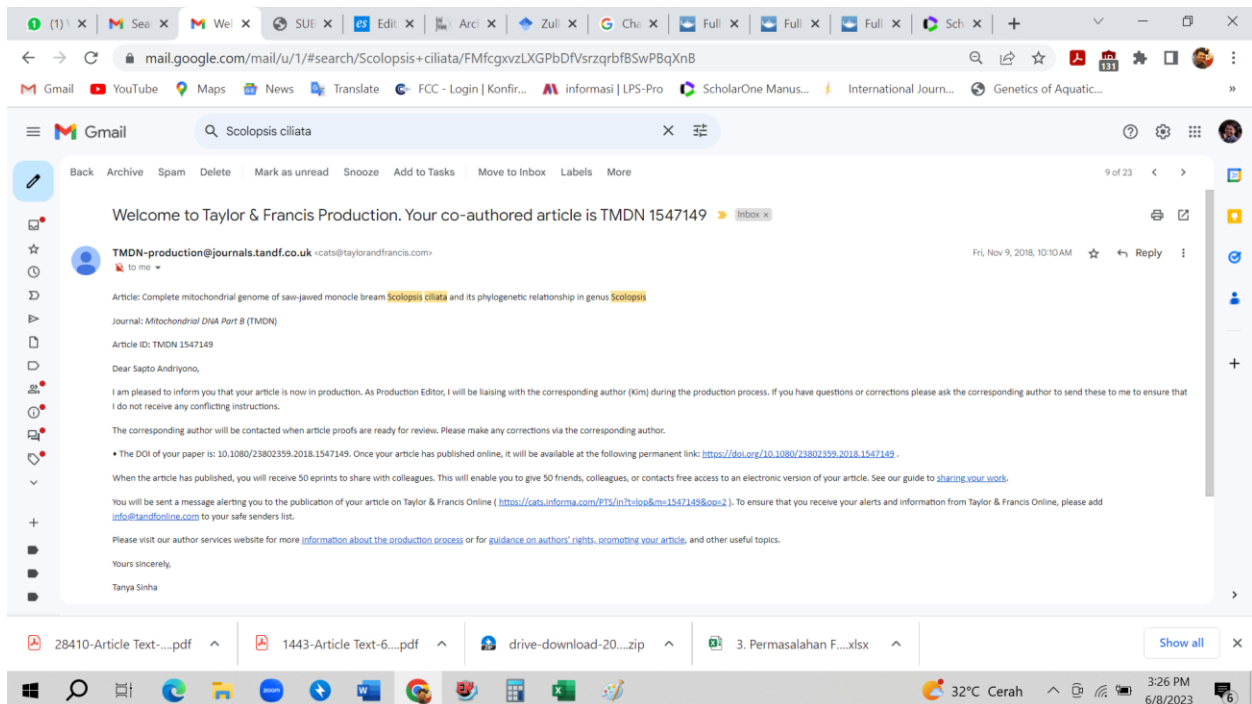 (1) \
Sea
Wel
SUE
Edit
Arcl
Zuli
Cha
Full
Full
Full
Sch
mail.google.com/mail/u/1/#search/Scolopsis+ciliata/FMfcgxvzLXGPbDfVsrzqrbfBSwPBqXnB
131
Gmail
YouTube
Maps
News
Translate
FCC - Login | Konfir...
informasi | LPS-Pro
ScholarOne Manus...
International Journ...
Genetics of Aquatic...
»
Gmail
Scolopsis ciliata
Back Archive Spam Delete Mark as unread Snooze Add to Tasks Move to Inbox Labels More
9 of 23
Welcome to Taylor & Francis Production. Your co-authored article is TMDN 1547149
Inbox x
TMDN-production@journals.tandf.co.uk <cats@taylorandfrancis.com>
Fri, Nov 9, 2018, 10:10 AM
Reply
to me
Article: Complete mitochondrial genome of saw-jawed monocle bream Scolopsis ciliata and its phylogenetic relationship in genus Scolopsis
Journal: Mitochondrial DNA Part B (TMDN)
Article ID: TMDN 1547149
Dear Sapto Andriyono,
I am pleased to inform you that your article is now in production. As Production Editor, I will be liaising with the corresponding author (Kim) during the production process. If you have questions or corrections please ask the corresponding author to send these to me to ensure that
I do not receive any conflicting instructions.
The corresponding author will be contacted when article proofs are ready for review. Please make any corrections via the corresponding author.
• The DOI of your paper is: 10.1080/23802359.2018.1547149. Once your article has published online, it will be available at the following permanent link: https://doi.org/10.1080/23802359.2018.1547149 .
When the article has published, you will receive 50 eprints to share with colleagues. This will enable you to give 50 friends, colleagues, or contacts free access to an electronic version of your article. See our guide to sharing your work.
You will be sent a message alerting you to the publication of your article on Taylor & Francis Online ( https://cats.informa.com/PTS/in?t=lop&m=1547149&op=2 ). To ensure that you receive your alerts and information from Taylor & Francis Online, please add
info@tandfonline.com to your safe senders list.
Please visit our author services website for more information about the production process or for guidance on authors' rights, promoting your article, and other useful topics.
Yours sincerely,
Tanya Sinha
28410-Article Text-....pdf
1443-Article Text-6....pdf
drive-download-20....zip
3. Permasalahan F....xlsx
Show all
zoom
32°C Cerah
3:26 PM
6/8/2023
6